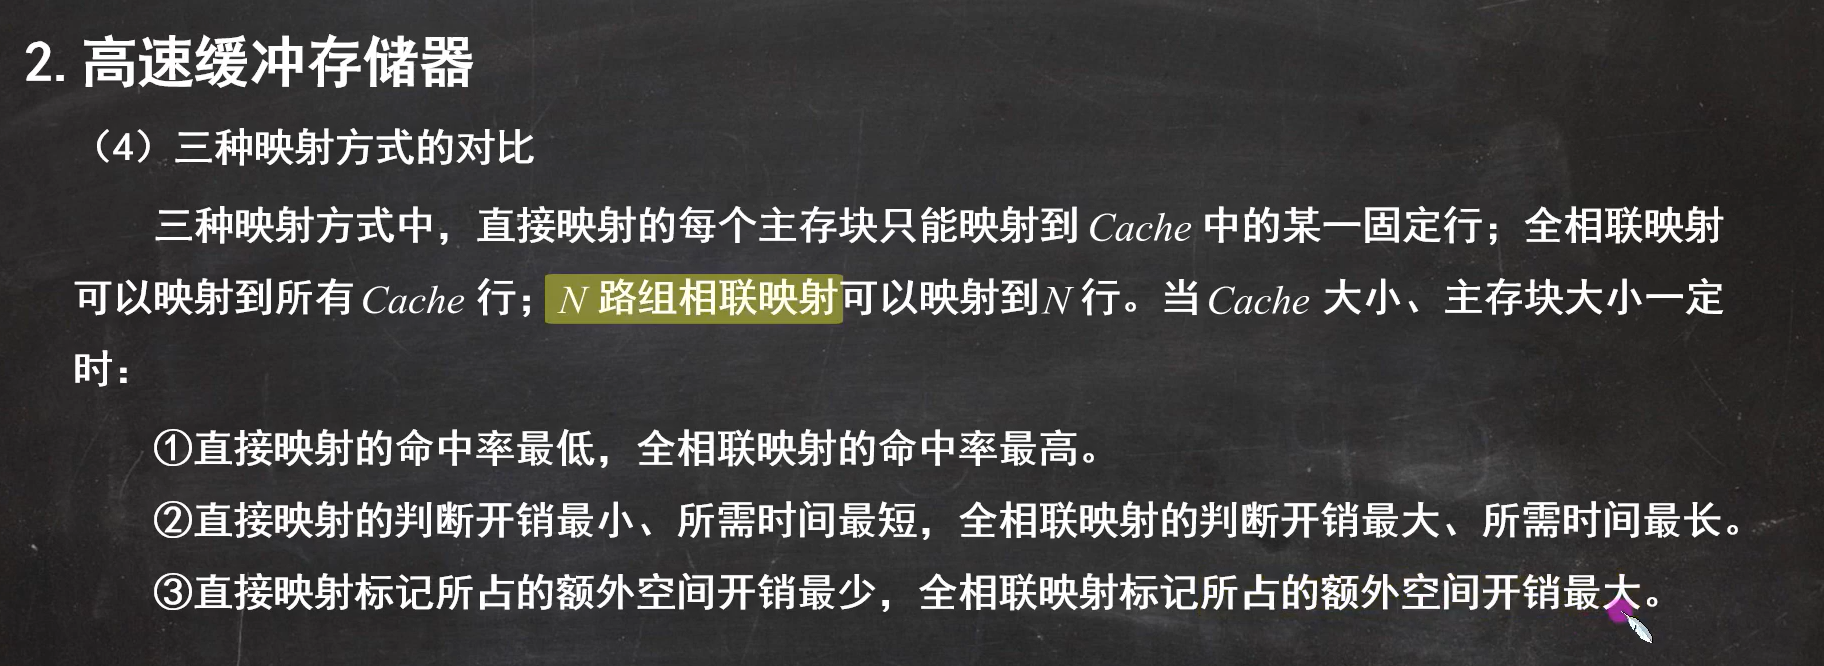 2. 高速缓冲存储器
（4）三种映射方式的对比
三种映射方式中，直接映射的每个主存块只能映射到 Cache 中的某一固定行；全相联映射
可以映射到所有 Cache 行；N 路组相联映射可以映射到 N 行。当 Cache 大小、主存块大小一定
时：
①直接映射的命中率最低，全相联映射的命中率最高。
②直接映射的判断开销最小、所需时间最短，全相联映射的判断开销最大、所需时间最长。
③直接映射标记所占的额外空间开销最少，全相联映射标记所占的额外空间开销最大。